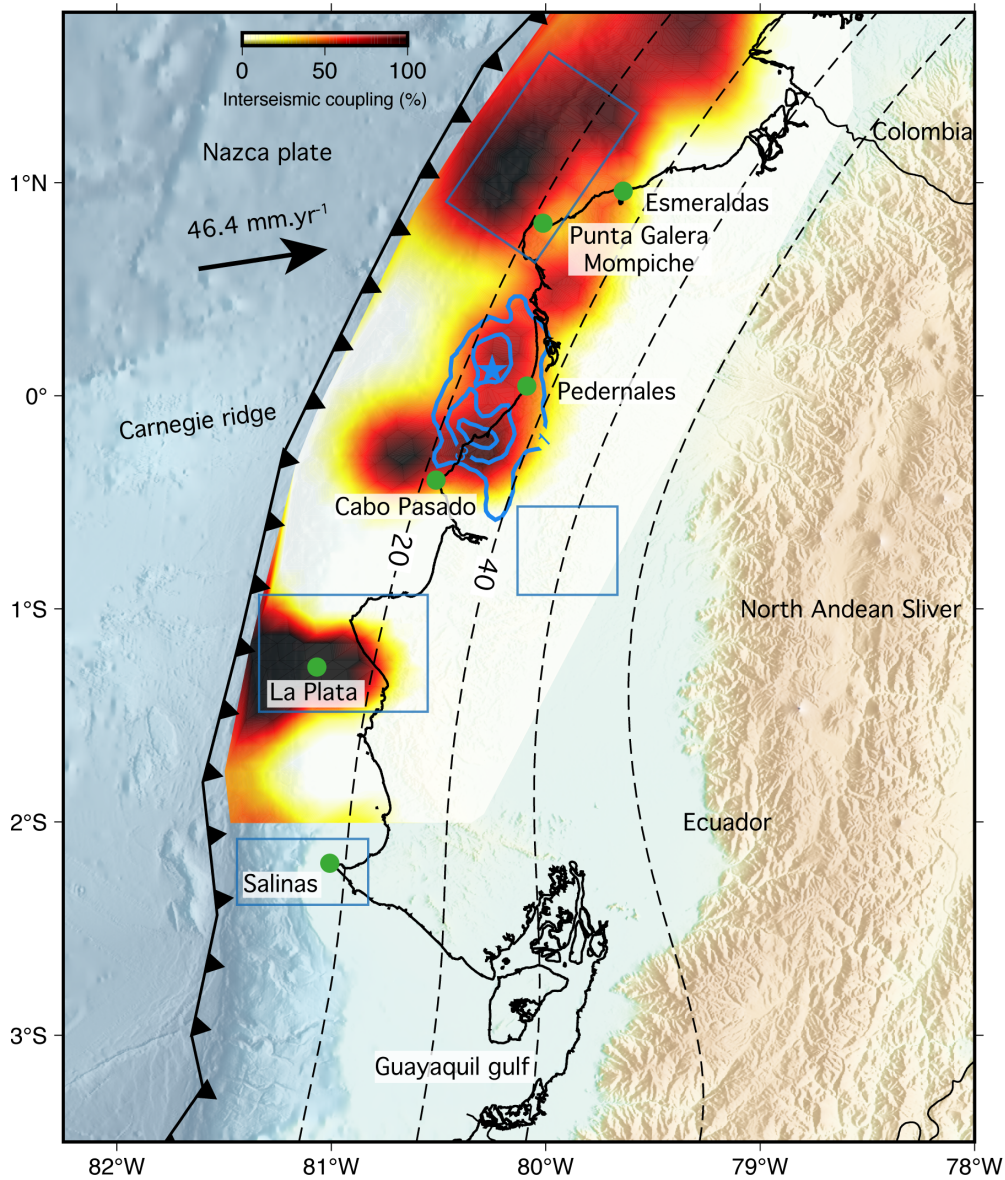 0 50 100
Interseismic coupling (%)
Nazca plate
Colombia
1°N
46.4 mm.yr-1
Esmeraldas
Punta Galera
Mompiche
0°
Carnegie ridge
Pedernales
1
Cabo Pasado
20
40
1°S
North Andean Sliver
La Plata
2°S
Ecuador
Salinas
3°S
Guayaquil gulf
82°W 81°W 80°W 79°W 78°W